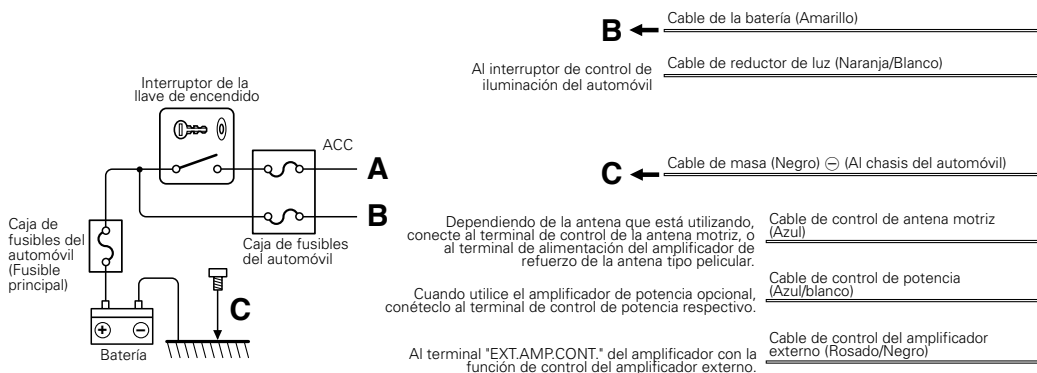 B
Cable de la batería (Amarillo)
Al interruptor de control de
iluminación del automóvil
Cable de reductor de luz (Naranja/Blanco)
Interruptor de la
llave de encendido
ACC
A
C
Cable de masa (Negro) ⊖ (Al chasis del automóvil)
B
Caja de
fusibles del
automóvil
(Fusible
principal)
Caja de fusibles
del automóvil
Dependiendo de la antena que está utilizando,
conecte al terminal de control de la antena motriz, o
al terminal de alimentación del amplificador de
refuerzo de la antena tipo pelicular.
Cable de control de antena motriz
(Azul)
C
Cuando utilice el amplificador de potencia opcional,
conéteclo al terminal de control de potencia respectivo.
Cable de control de potencia
(Azul/blanco)
⊕ ⊖
Batería
Al terminal "EXT.AMP.CONT." del amplificador con la
función de control del amplificador externo.
Cable de control del amplificador
externo (Rosado/Negro)